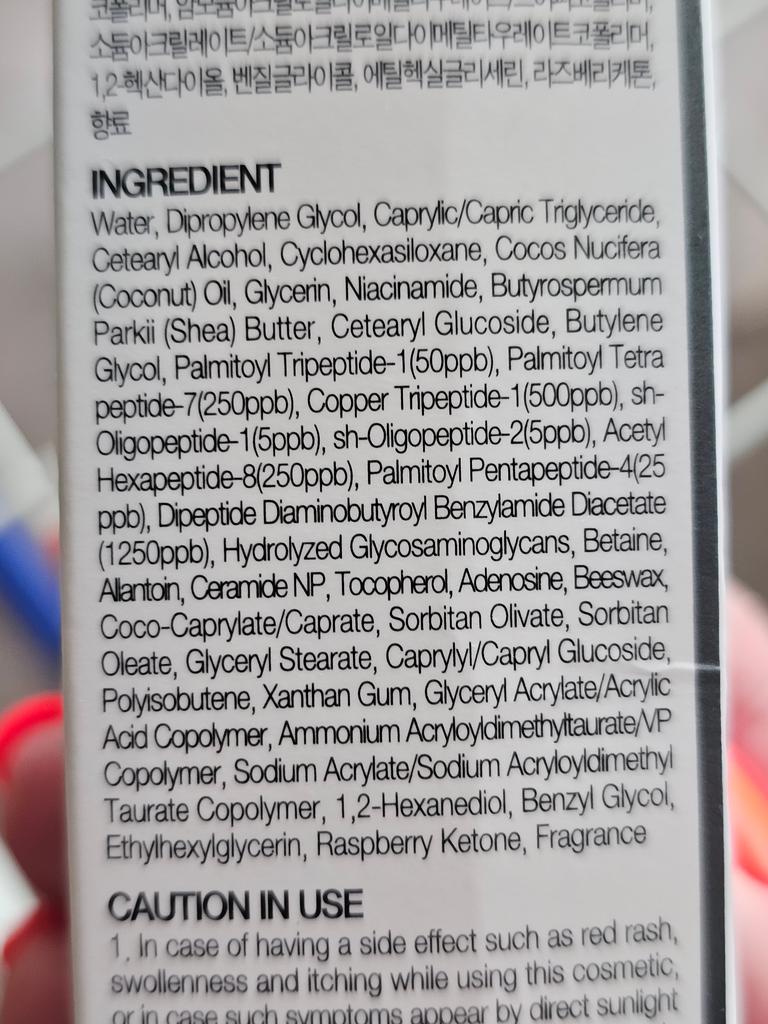 소듐아크릴레이트/소듐아크릴로일다이메틸타우레이트코폴리머,
1,2-헥산다이올, 벤질글라이콜, 에틸헥실글리세린, 라즈베리케톤,
향료
INGREDIENT
Water, Dipropylene Glycol, Caprylic/Capric Triglyceride,
Cetearyl Alcohol, Cyclohexasiloxane, Cocos Nucifera
(Coconut) Oil, Glycerin, Niacinamide, Butyrospermum
Parkii (Shea) Butter, Cetearyl Glucoside, Butylene
Glycol, Palmitoyl Tripeptide-1(50ppb), Palmitoyl Tetra
peptide-7(250ppb), Copper Tripeptide-1(500ppb), sh-
Oligopeptide-1(5ppb), sh-Oligopeptide-2(5ppb), Acetyl
Hexapeptide-8(250ppb), Palmitoyl Pentapeptide-4(25
ppb), Dipeptide Diaminobutyroyl Benzylamide Diacetate
(1250ppb), Hydrolyzed Glycosaminoglycans, Betaine,
Allantoin, Ceramide NP, Tocopherol, Adenosine, Beeswax,
Coco-Caprylate/Caprate, Sorbitan Olivate, Sorbitan
Oleate, Glyceryl Stearate, Caprylyl/Capryl Glucoside,
Polyisobutene, Xanthan Gum, Glyceryl Acrylate/Acrylic
Acid Copolymer, Ammonium Acryloyldimethyltaurate/VP
Copolymer, Sodium Acrylate/Sodium Acryloyldimethyl
Taurate Copolymer, 1,2-Hexanediol, Benzyl Glycol,
Ethylhexylglycerin, Raspberry Ketone, Fragrance
CAUTION IN USE
1. In case of having a side effect such as red rash,
swollenness and itching while using this cosmetic,
or in case such symptoms appear by direct sunlight